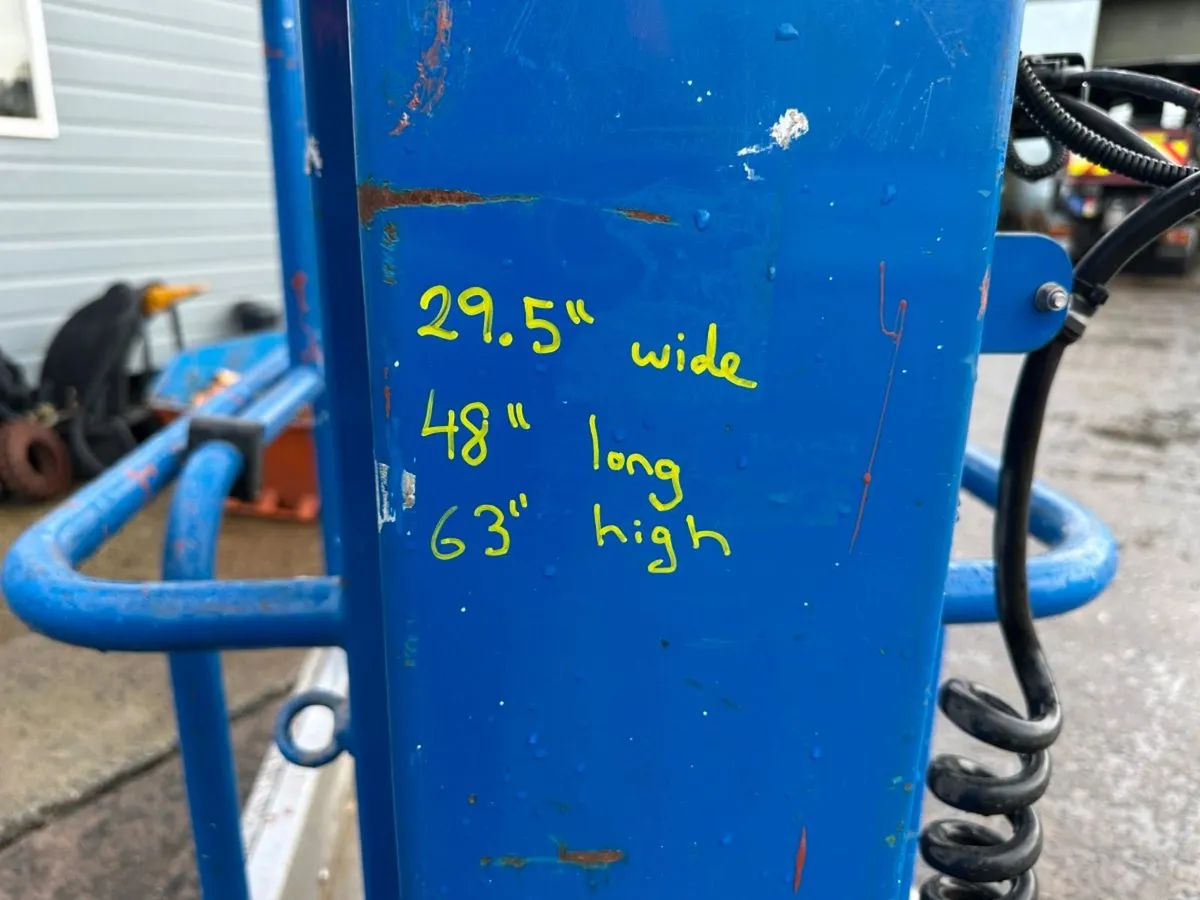 29.5" wide
48" long
63" high